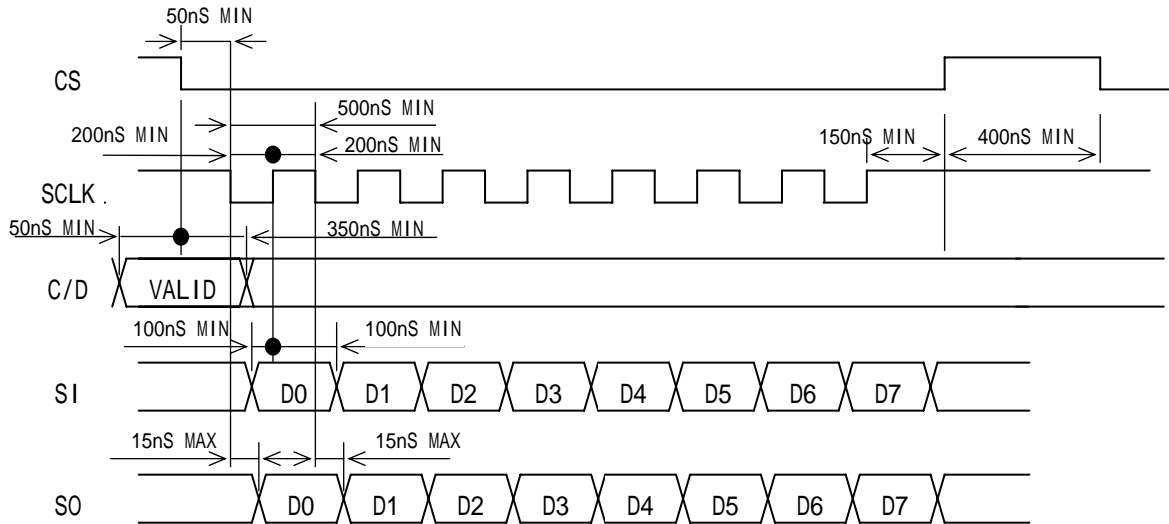 50nS MIN
CS
500nS MIN
200nS MIN
200nS MIN
150nS MIN
400nS MIN
SCLK .
50nS MIN
350nS MIN
C/D
VALID
100nS MIN
100nS MIN
SI
D0 D1 D2 D3 D4 D5 D6 D7
15nS MAX
15nS MAX
SO
D0 D1 D2 D3 D4 D5 D6 D7